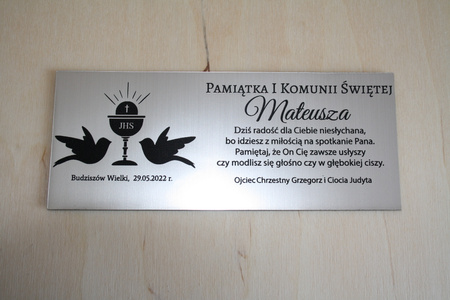 JHS
Budziszów Wielki, 29.05.2022 r.
Pamiątka I Komunii Świętej
Mateusza
Dziś radość dla Ciebie niesłychana,
bo idziesz z miłością na spotkanie Pana.
Pamiętaj, że On Cię zawsze usłyszy
czy modlisz się głośno czy w głębokiej ciszy.
Ojciec Chrzestny Grzegorz i Ciocia Judyta